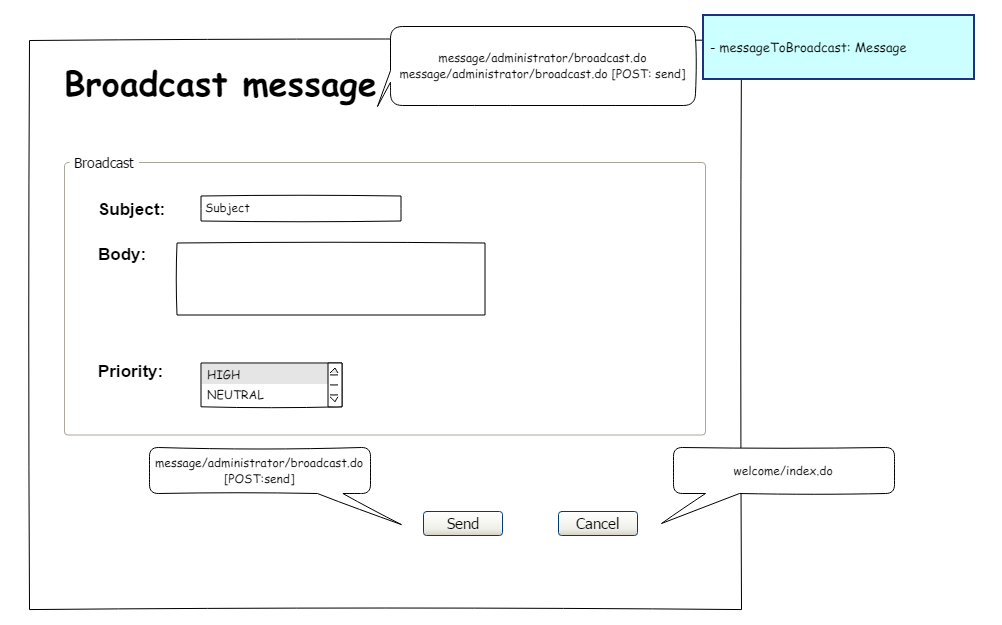 message/administrator/broadcast.do
message/administrator/broadcast.do [POST: send]
- messageToBroadcast: Message
Broadcast message
Broadcast
Subject:
Subject
Body:
Priority:
HIGH
NEUTRAL
message/administrator/broadcast.do
[POST:send]
welcome/index.do
Send
Cancel